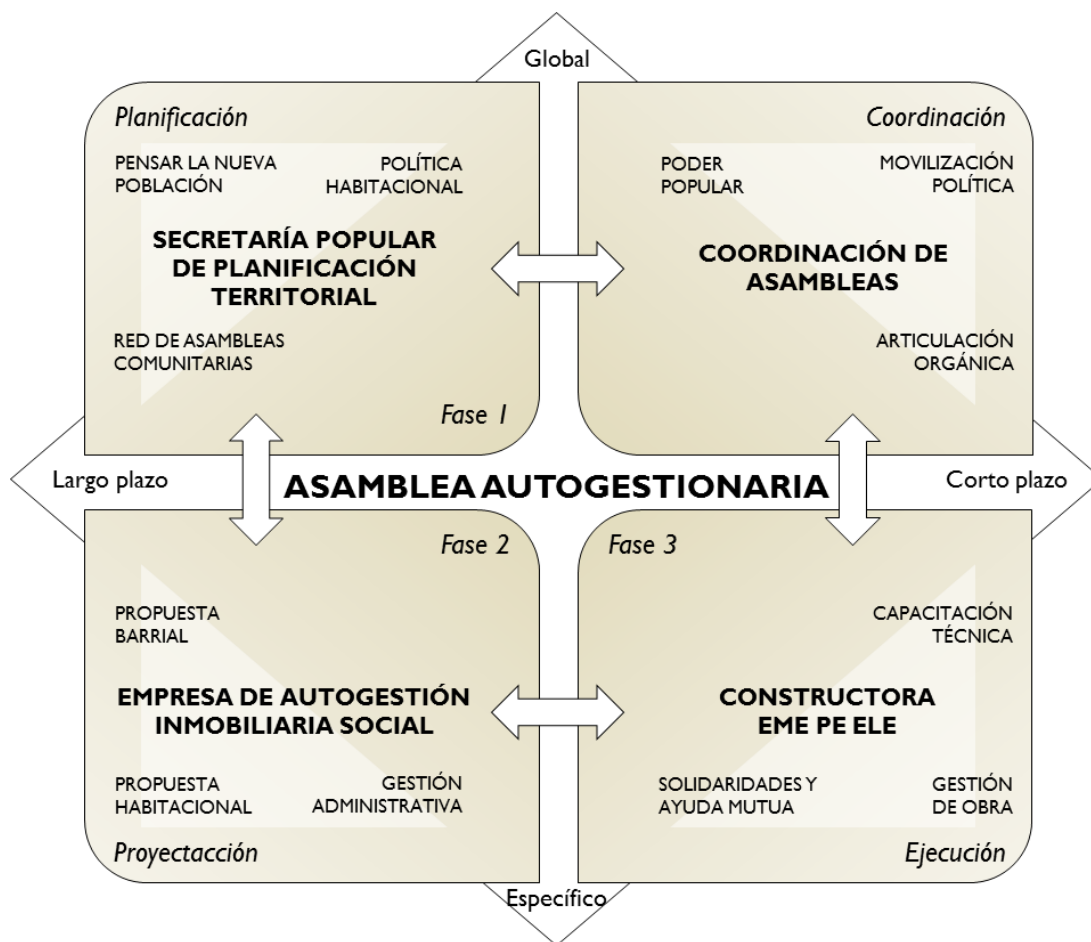 Global
Planificación
PENSAR LA NUEVA
POBLACIÓN
POLÍTICA
HABITACIONAL
SECRETARÍA POPULAR
DE PLANIFICACIÓN
TERRITORIAL
RED DE ASAMBLEAS
COMUNITARIAS
Fase 1
Coordinación
PODER
POPULAR
MOVILIZACIÓN
POLÍTICA
COORDINACIÓN DE
ASAMBLEAS
ARTICULACIÓN
ORGÁNICA
Largo plazo
ASAMBLEA AUTOGESTIONARIA
Corto plazo
Fase 2
PROPUESTA
BARRIAL
EMPRESA DE AUTOGESTIÓN
INMOBILIARIA SOCIAL
PROPUESTA
HABITACIONAL
GESTIÓN
ADMINISTRATIVA
Proyectacción
Fase 3
CAPACITACIÓN
TÉCNICA
CONSTRUCTORA
EME PE ELE
SOLIDARIDADES Y
AYUDA MUTUA
GESTIÓN
DE OBRA
Ejecución
Específico